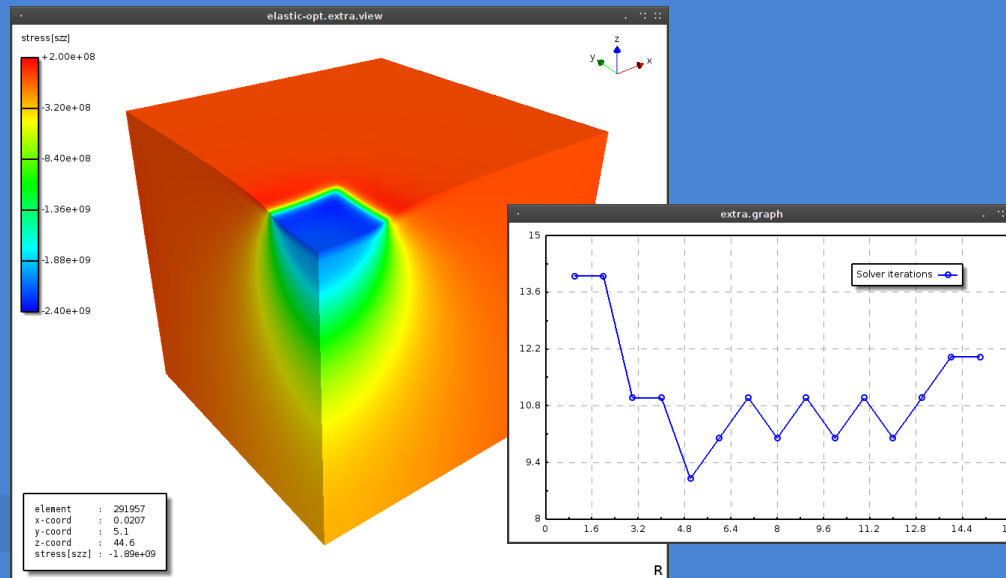 elastic-opt.extra.view
stress[szz]
+2.00e+08
-3.20e+08
-8.40e+08
-1.36e+09
-1.88e+09
-2.40e+09
z
y
x
element : 291957
x-coord : 0.0207
y-coord : 5.1
z-coord : 44.6
stress[szz] : -1.89e+09
R
extra.graph
Solver iterations
15
13.6
12.2
10.8
9.4
8
0 1.6 3.2 4.8 6.4 8 9.6 11.2 12.8 14.4